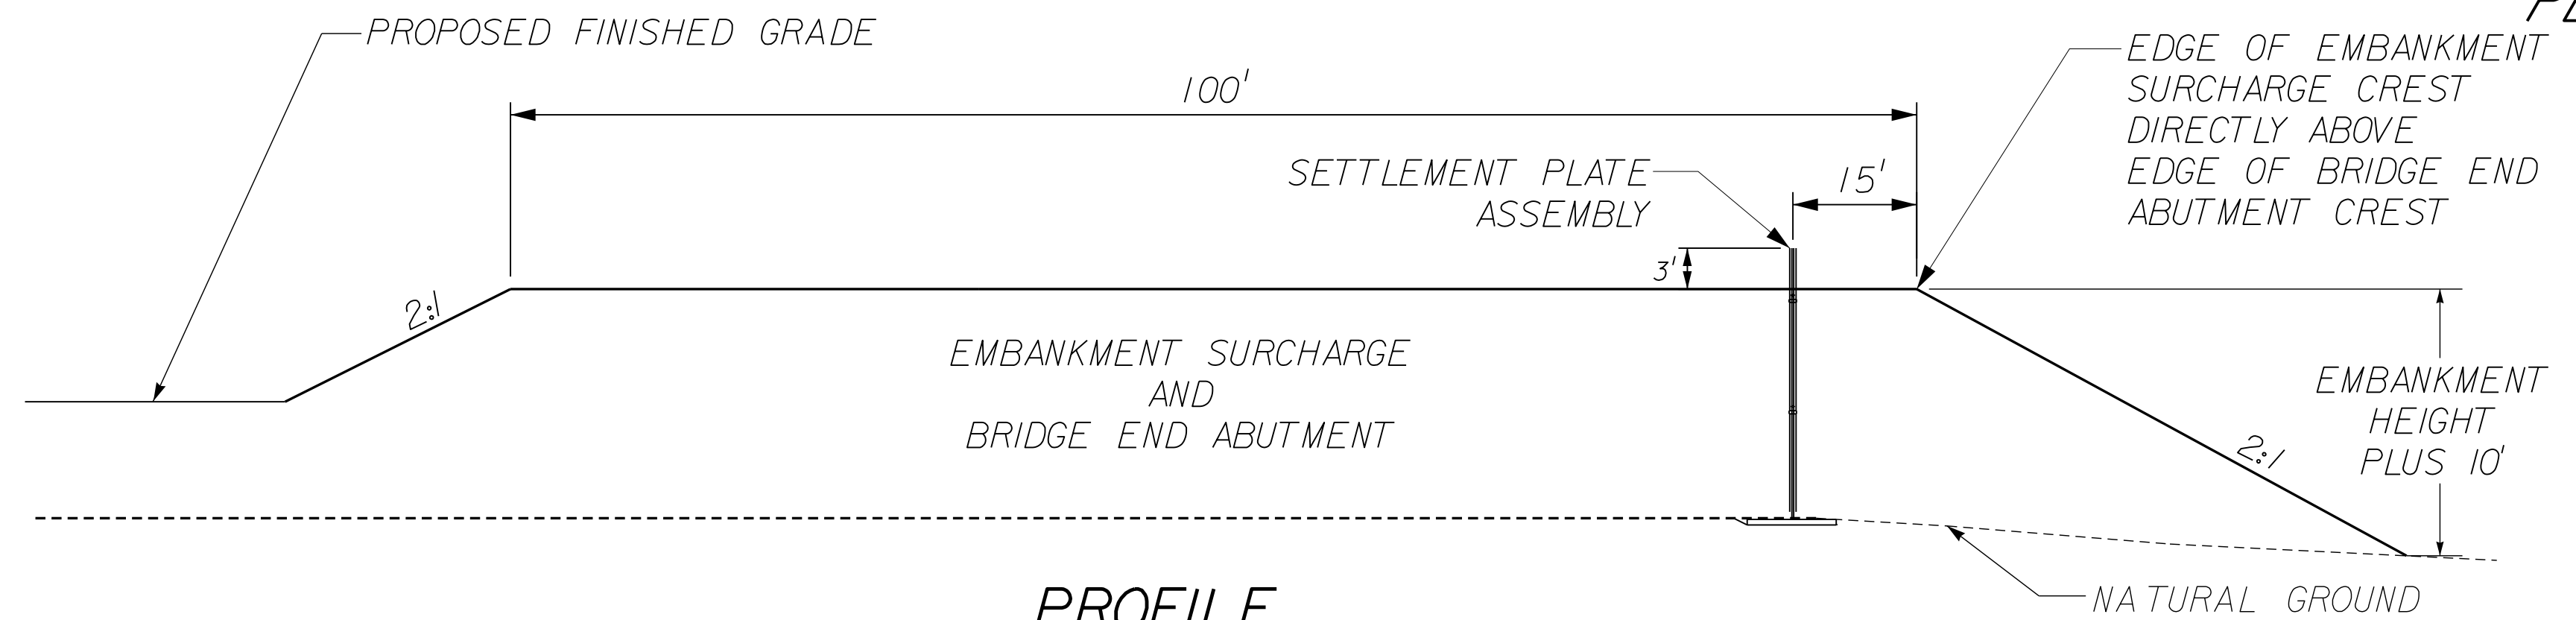 PROPOSED FINISHED GRADE
100'
EDGE OF EMBANKMENT
SURCHARGE CREST
DIRECTLY ABOVE
EDGE OF BRIDGE END
ABUTMENT CREST
SETTLEMENT PLATE
ASSEMBLY
15'
3'
2:1
EMBANKMENT SURCHARGE
AND
BRIDGE END ABUTMENT
EMBANKMENT
HEIGHT
PLUS 10'
2:1
NATURAL GROUND
PROFILE